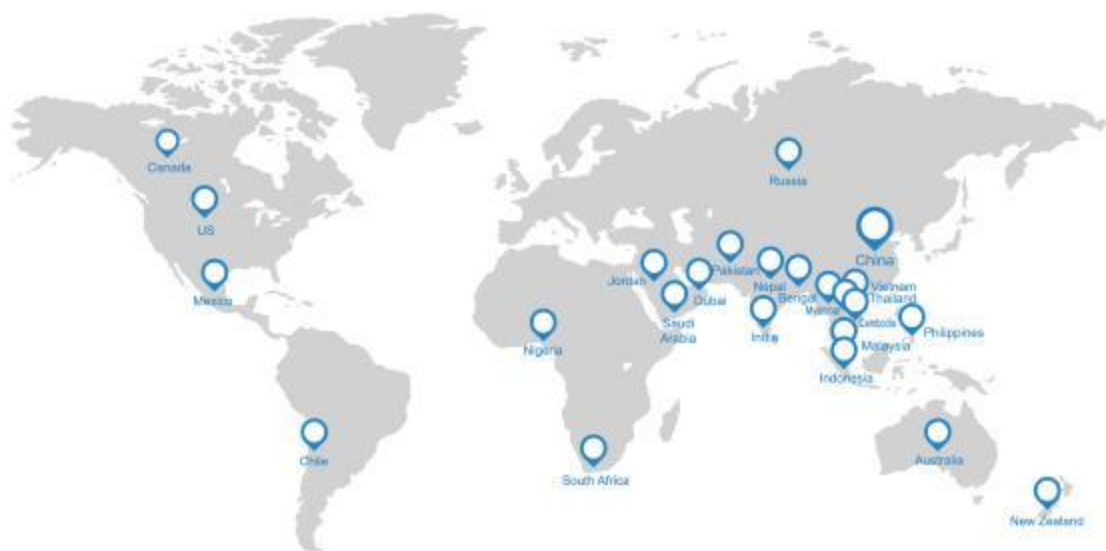 Canada
Russia
US
China
Mexico
Jordan
Pakistan
Nepal
Bengal
Vietnam
Dubai
Thailand
Saudi
Arabia
Myanmar
India
Cambodia
Philippines
Nigeria
Malaysia
Indonesia
Chile
Australia
South Africa
New Zealand